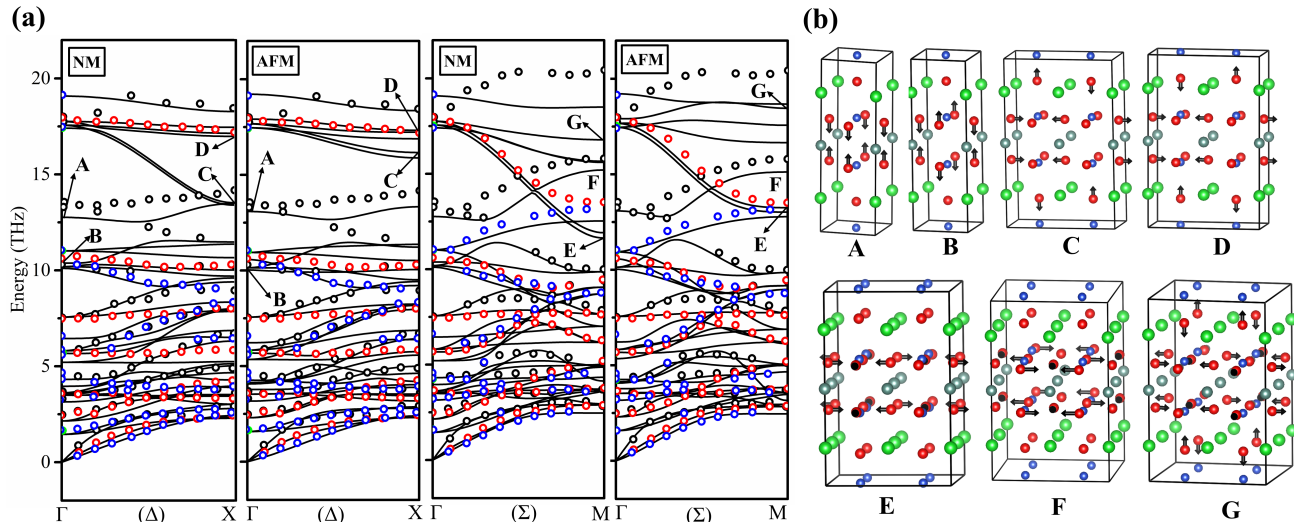 (a)
(b)
NM
AFM
NM
AFM
20
15
10
5
0
Energy (THz)
A
B
C
D
A
B
C
D
G
F
E
G
F
E
Γ (Δ) X
Γ (Δ) X
Γ (Σ) M
Γ (Σ) M
A B C D
E F G